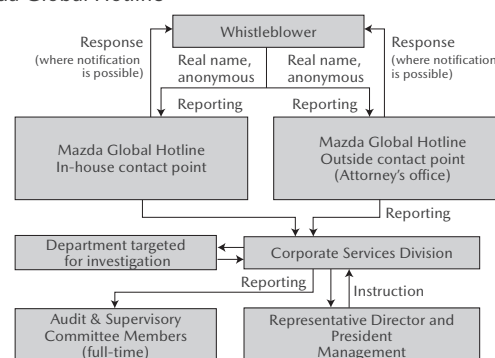 Mazda Global Hotline
Whistleblower
Response
(where notification
is possible)
Real name,
anonymous
Real name,
anonymous
Response
(where notification
is possible)
Reporting
Reporting
Mazda Global Hotline
In-house contact point
Mazda Global Hotline
Outside contact point
(Attorney's office)
Reporting
Department targeted
for investigation
Corporate Services Division
Reporting
Instruction
Audit & Supervisory
Committee Members
(full-time)
Representative Director and
President
Management